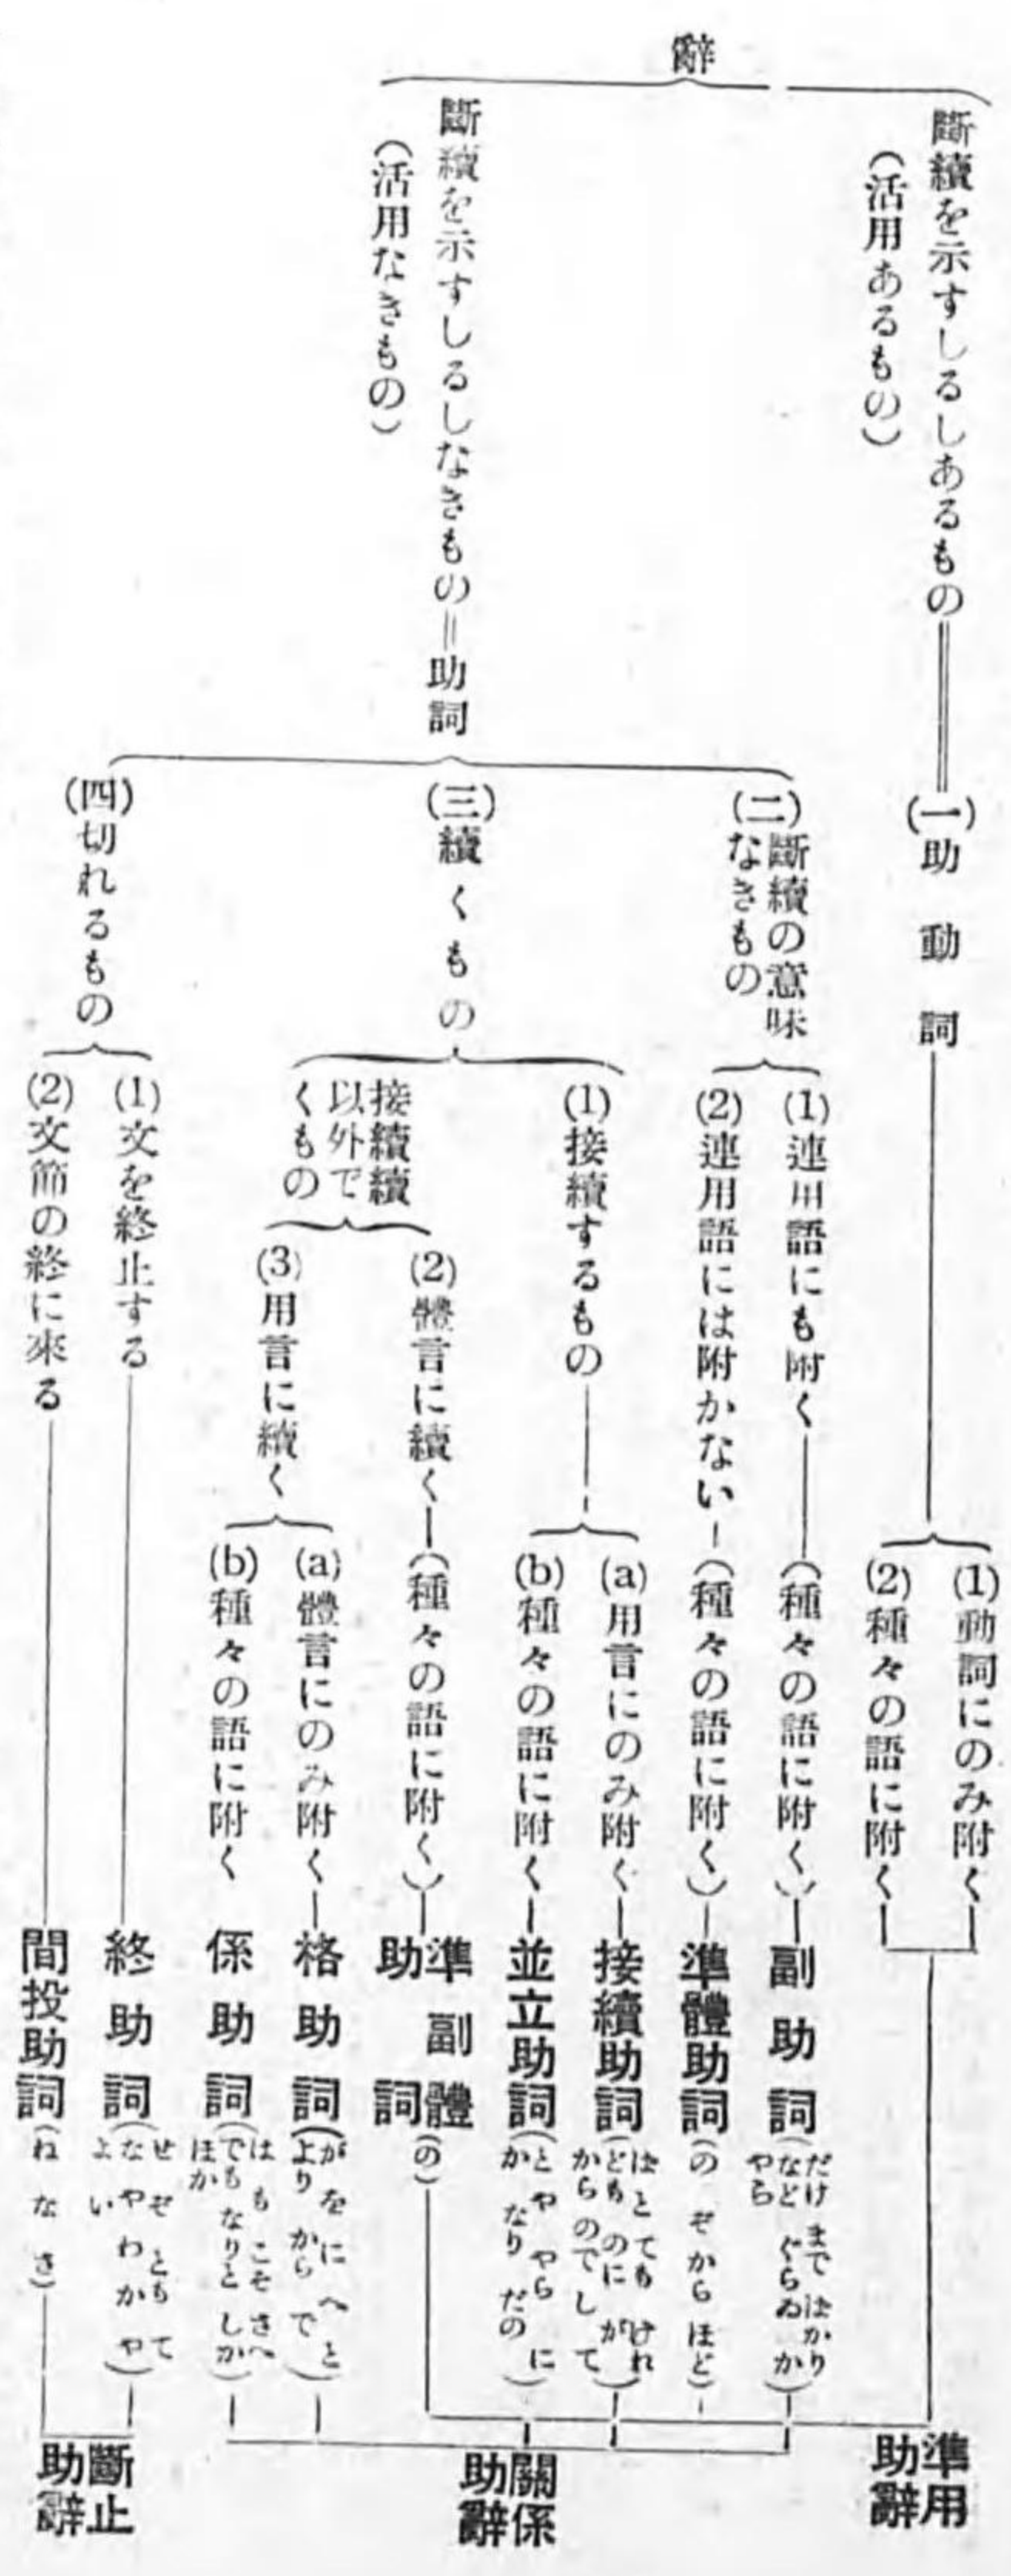 辭
斷續を示すしるしあるもの
(活用あるもの)
(一)助動詞
(1)動詞にのみ附く
(2)種々の語に附く
斷續を示すしるしなきもの=助詞
(活用なきもの)
(二)斷續の意味
なきもの
(1)連用語にも附く
(種々の語に附く)
副助詞
(だけ まで ばかり
など ぐらゐ か
やら)
(2)連用語には附かない
(種々の語に附く)
準體助詞
(の ぞ から ほど)
(三)續くもの
(1)接續するもの
(a)用言にのみ附く
接續助詞
(ば と ても けれ
ども のに が
から ので し て)
(b)種々の語に附く
並立助詞
(と や やら に
か なり だの)
接續續
以外で
くもの
(2)體言に續く
(種々の語に附く)
準副體
助詞
(の)
(3)用言に續く
(a)體言にのみ附く
格助詞
(が を に へ と
より から で)
(b)種々の語に附く
係助詞
(は も こそ さへ
でも なりと しか
ほか)
(四)切れるもの
(1)文を終止する
終助詞
(せ ぞ とも て
な や わ か や
よ い)
(2)文節の終に來る
間投助詞
(ね な さ)
準用
助辭
關係
助辭
斷止
助辭